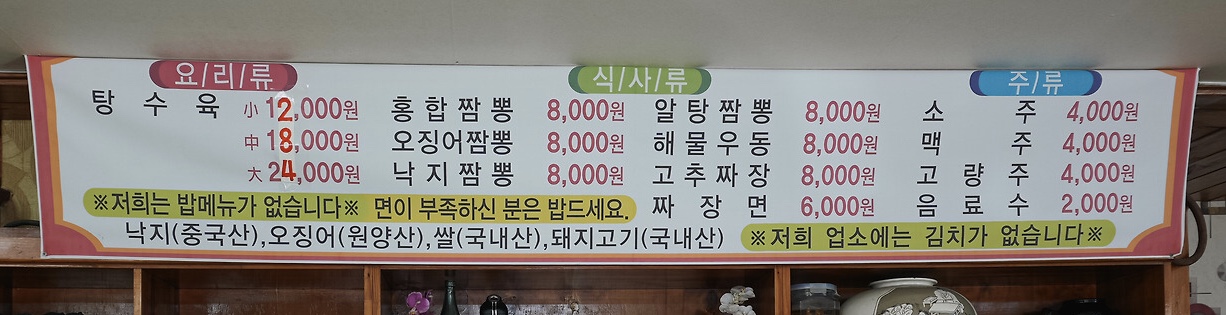 요/리/류 식/사/류 주/류
탕수육 小 12,000원 홍합짬뽕 8,000원 알탕짬뽕 8,000원 소주 4,000원
中 18,000원 오징어짬뽕 8,000원 해물우동 8,000원 맥주 4,000원
大 24,000원 낙지짬뽕 8,000원 고추짜장 8,000원 고량주 4,000원
※저희는 밥메뉴가 없습니다※ 면이 부족하신 분은 밥드세요. 짜장면 6,000원 음료수 2,000원
낙지(중국산),오징어(원양산),쌀(국내산),돼지고기(국내산) ※저희 업소에는 김치가 없습니다※